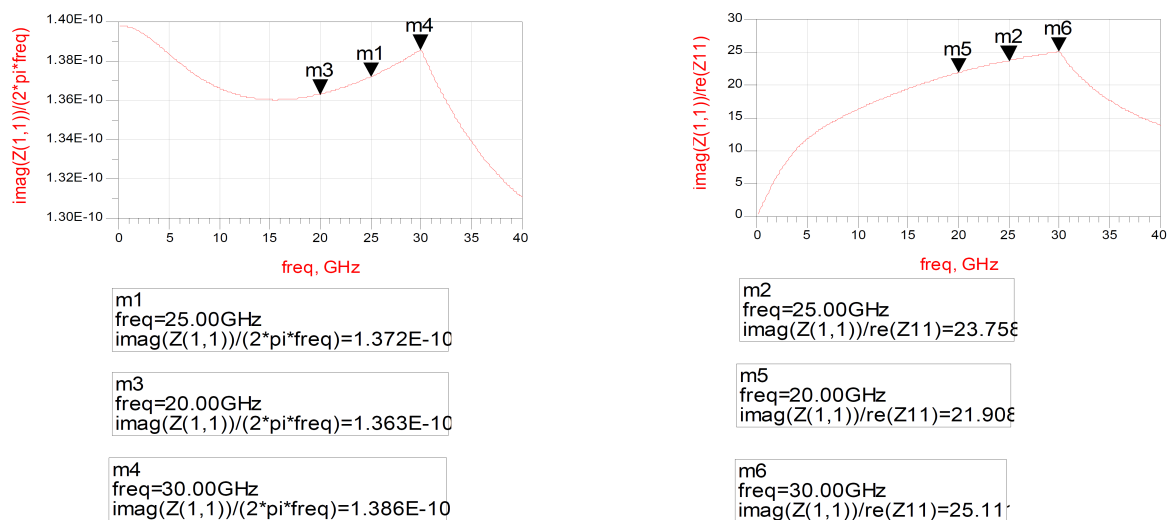 imag(Z(1,1))/(2*pi*freq)
1.40E-10
1.38E-10
1.36E-10
1.34E-10
1.32E-10
1.30E-10
m3
m1
m4
0 5 10 15 20 25 30 35 40
freq, GHz
m1
freq=25.00GHz
imag(Z(1,1))/(2*pi*freq)=1.372E-10
m3
freq=20.00GHz
imag(Z(1,1))/(2*pi*freq)=1.363E-10
m4
freq=30.00GHz
imag(Z(1,1))/(2*pi*freq)=1.386E-10
imag(Z(1,1))/re(Z11)
30
25
20
15
10
5
0
m5
m2
m6
0 5 10 15 20 25 30 35 40
freq, GHz
m2
freq=25.00GHz
imag(Z(1,1))/re(Z11)=23.758
m5
freq=20.00GHz
imag(Z(1,1))/re(Z11)=21.908
m6
freq=30.00GHz
imag(Z(1,1))/re(Z11)=25.11